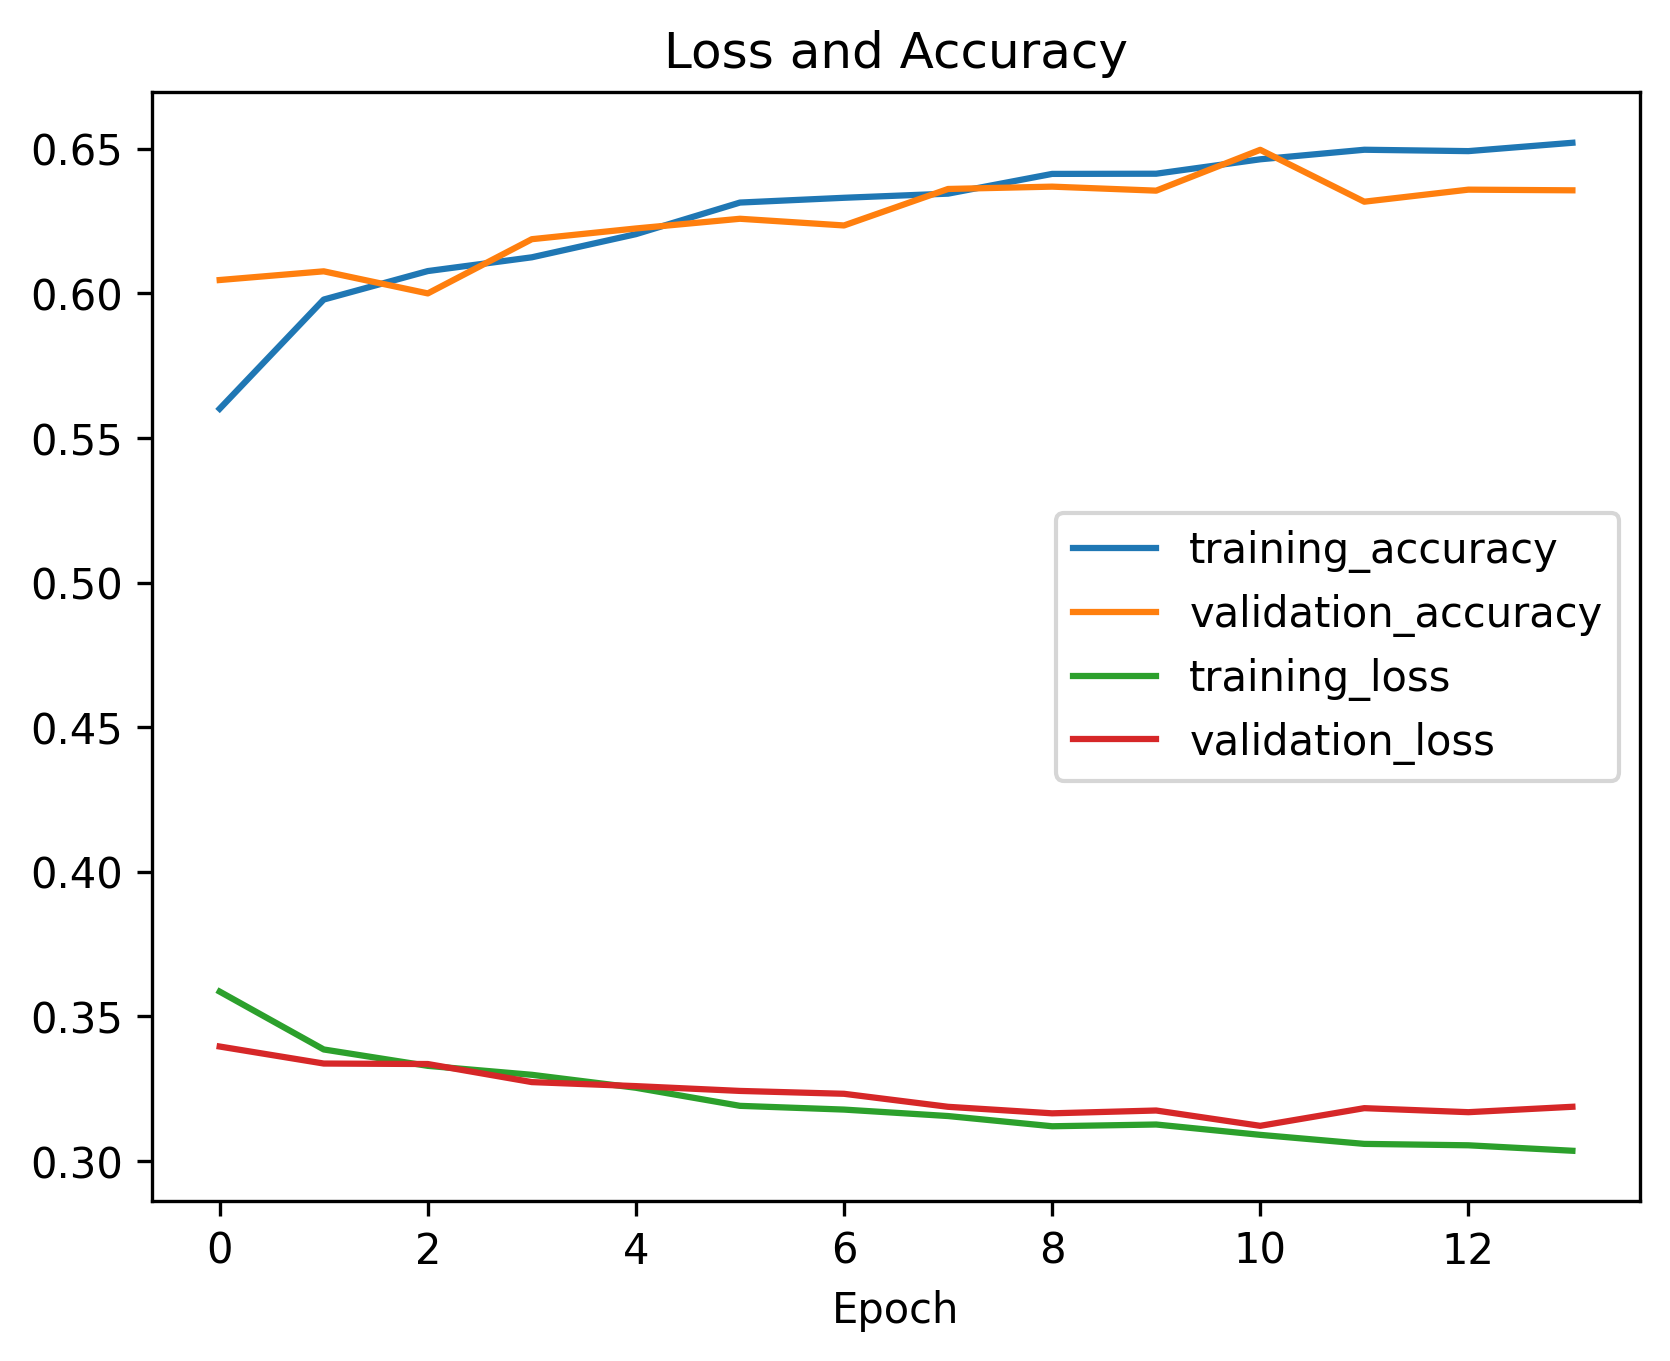 Loss and Accuracy
0.65
0.60
0.55
0.50
0.45
0.40
0.35
0.30
training_accuracy
validation_accuracy
training_loss
validation_loss
0 2 4 6 8 10 12
Epoch